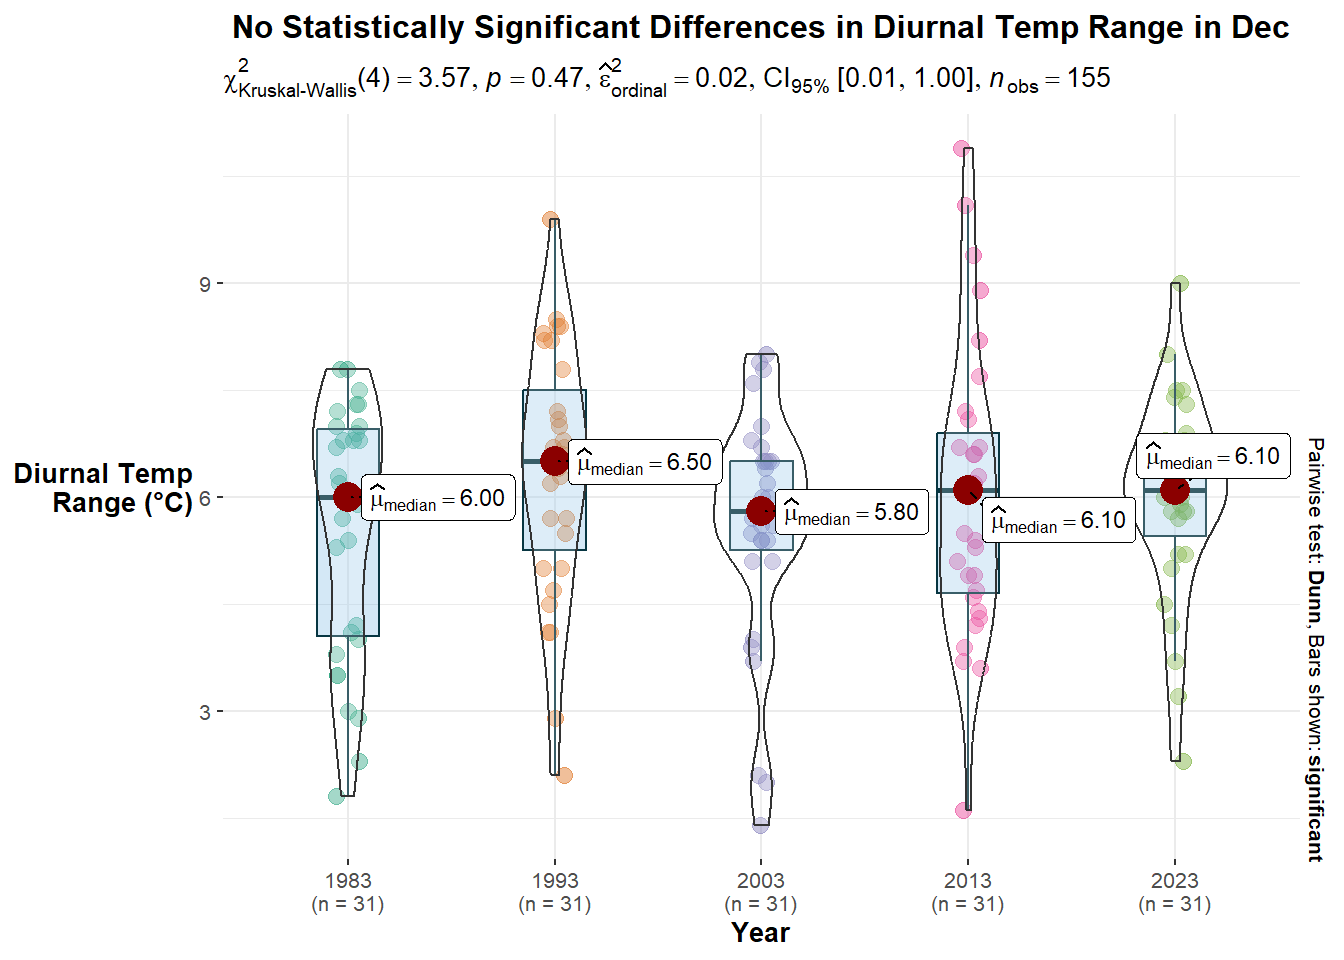 No Statistically Significant Differences in Diurnal Temp Range in Dec
χ²Kruskal-Wallis(4) = 3.57, p = 0.47, ε̂²ordinal = 0.02, CI95% [0.01, 1.00], nobs = 155
Diurnal Temp
Range (°C)
9
6
3
μ̂median = 6.00
μ̂median = 6.50
μ̂median = 5.80
μ̂median = 6.10
μ̂median = 6.10
Pairwise test: Dunn, Bars shown: significant
1983
(n = 31)
1993
(n = 31)
2003
(n = 31)
2013
(n = 31)
2023
(n = 31)
Year